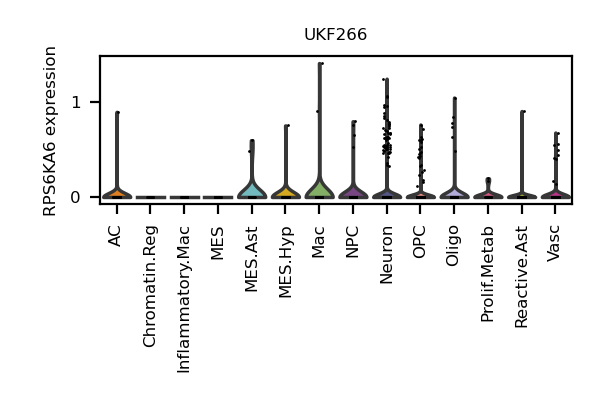 UKF266
RPS6KA6 expression
1
0
AC
Chromatin.Reg
Inflammatory.Mac
MES
MES.Ast
MES.Hyp
Mac
NPC
Neuron
OPC
Oligo
Prolif.Metab
Reactive.Ast
Vasc